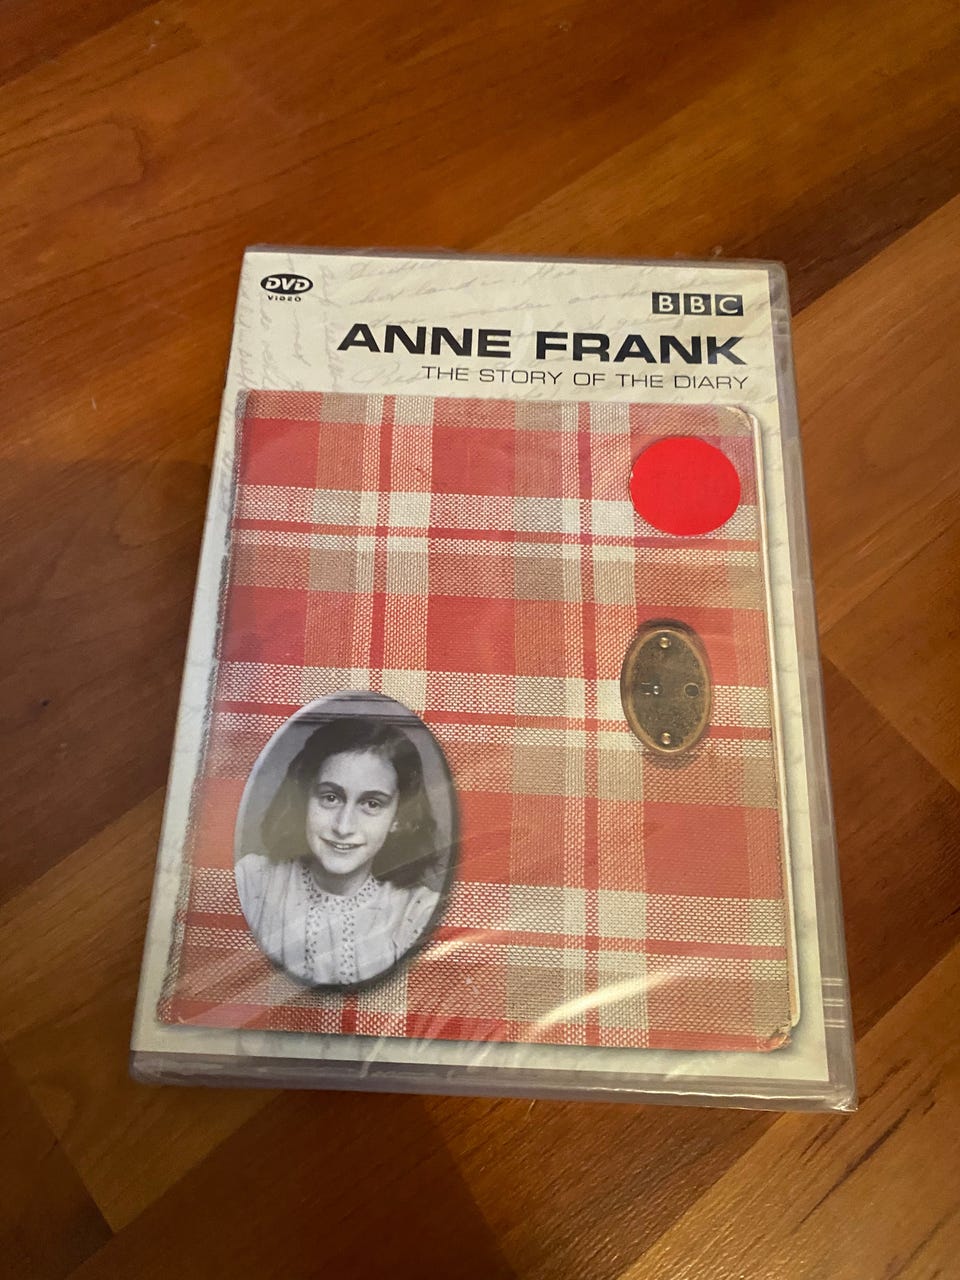 DVD
VIDEO
BBC
ANNE FRANK
THE STORY OF THE DIARY